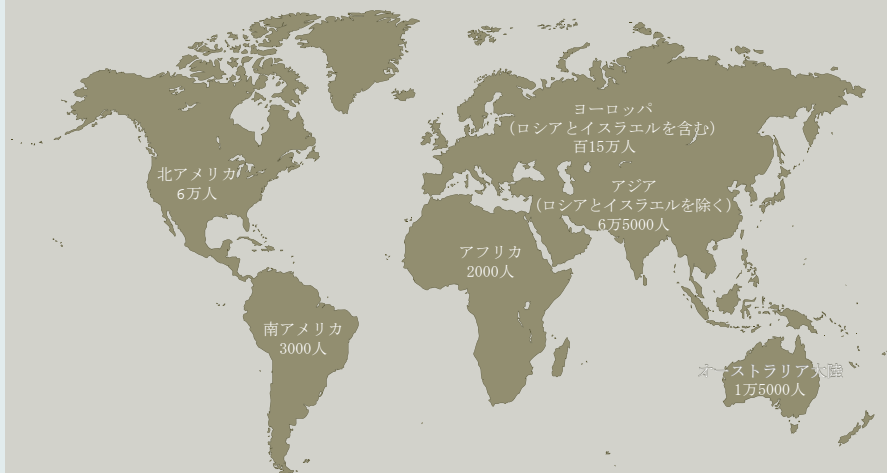 ヨーロッパ
（ロシアとイスラエルを含む）
百15万人
北アメリカ
6万人
アジア
（ロシアとイスラエルを除く）
6万5000人
アフリカ
2000人
南アメリカ
3000人
オーストラリア大陸
1万5000人